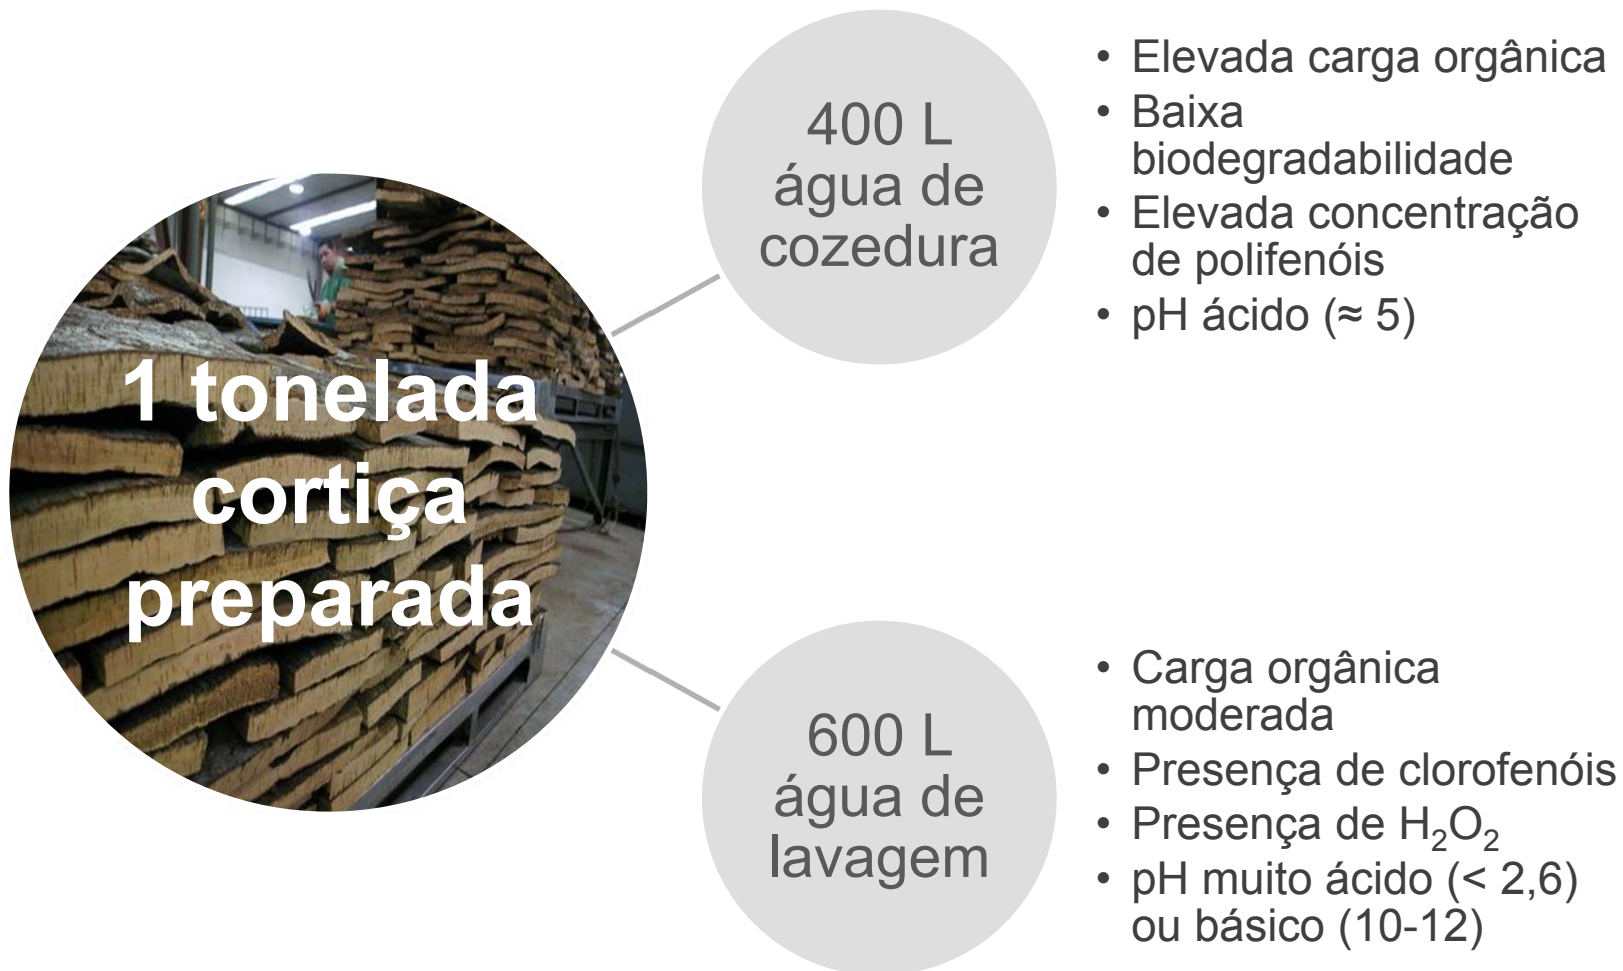 1 tonelada
cortiça
preparada
400 L
água de
cozedura
• Elevada carga orgânica
• Baixa
biodegradabilidade
• Elevada concentração
de polifenóis
• pH ácido (≈ 5)
600 L
água de
lavagem
• Carga orgânica
moderada
• Presença de clorofenóis
• Presença de H₂O₂
• pH muito ácido (< 2,6)
ou básico (10-12)